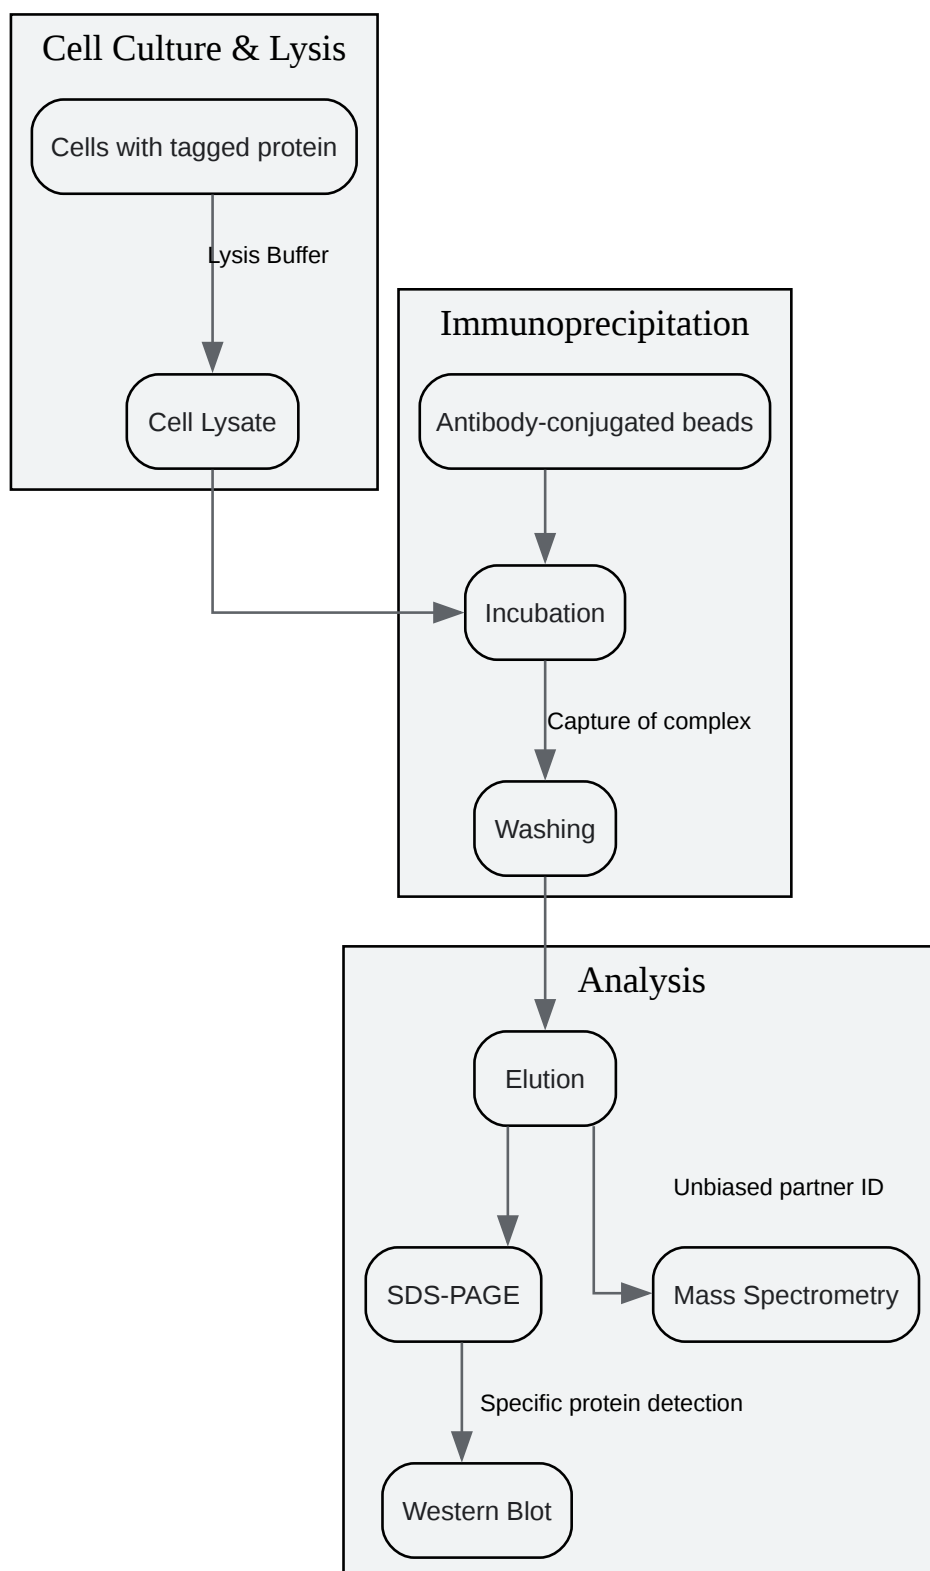 Cell Culture & Lysis
Cells with tagged protein
Lysis Buffer
Cell Lysate
Immunoprecipitation
Antibody-conjugated beads
Incubation
Capture of complex
Washing
Analysis
Elution
Unbiased partner ID
SDS-PAGE
Mass Spectrometry
Specific protein detection
Western Blot